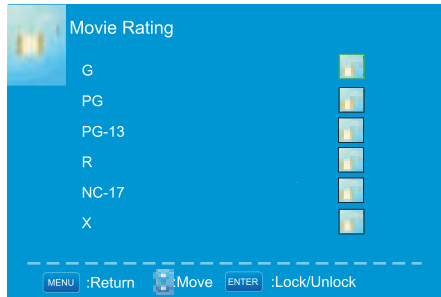 Movie Rating
G
PG
PG-13
R
NC-17
X
MENU :Return :Move ENTER :Lock/Unlock